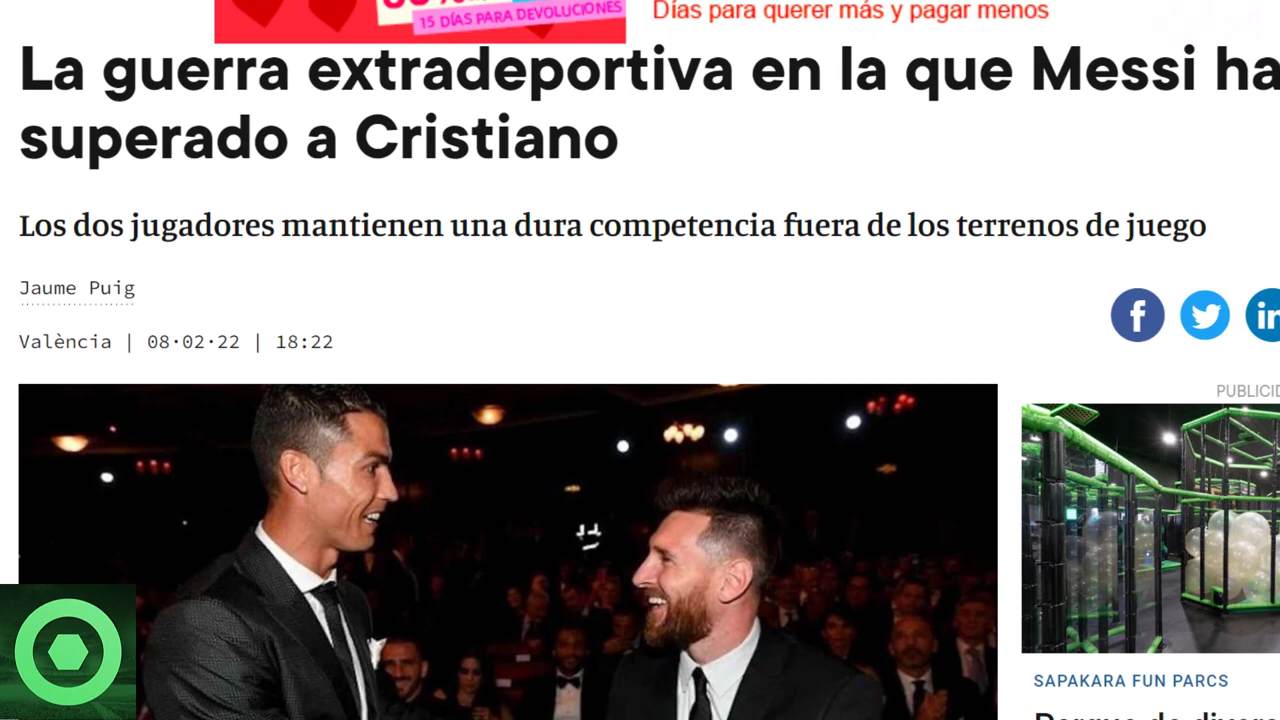 15 DÍAS PARA DEVOLUCIONES
Días para querer más y pagar menos
La guerra extradeportiva en la que Messi ha
superado a Cristiano
Los dos jugadores mantienen una dura competencia fuera de los terrenos de juego
Jaume Puig
València | 08·02·22 | 18:22
f
in
PUBLICID
SAPAKARA FUN PARCS